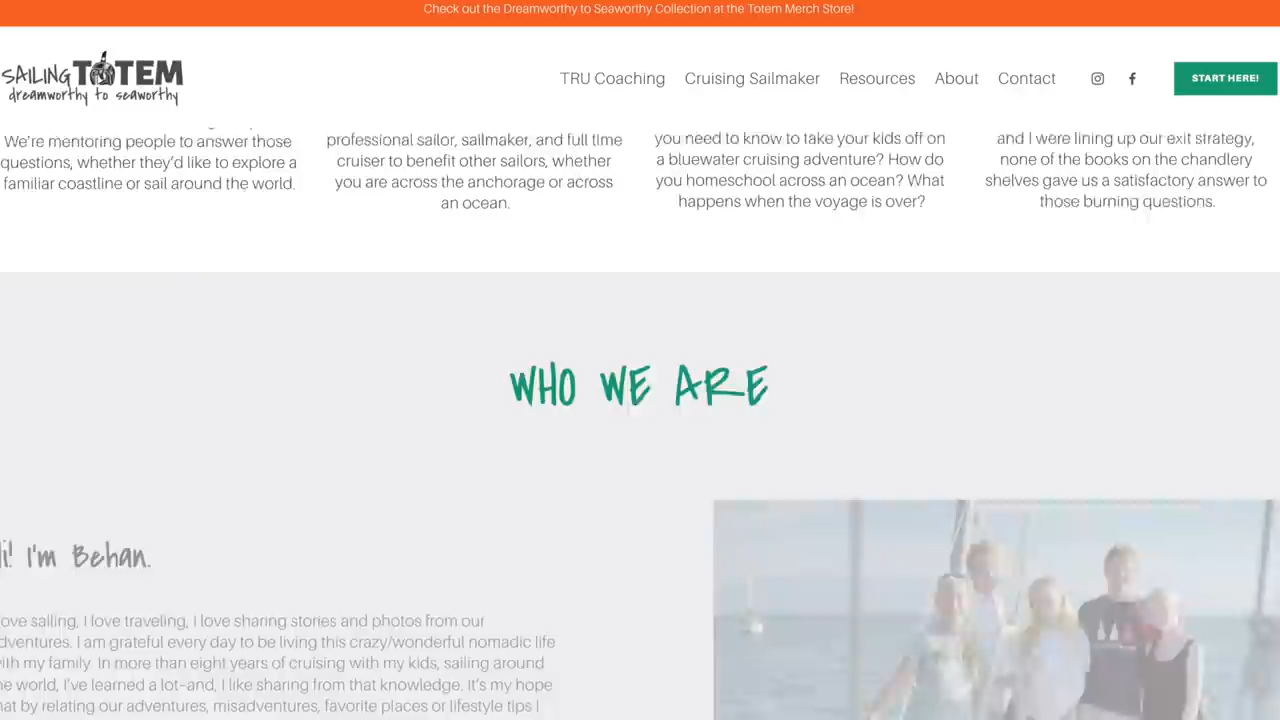 Check out the Dreamworthy to Seaworthy Collection at the Totem Merch Store!
SAILING TOTEM
dreamworthy to seaworthy
TRU Coaching
Cruising Sailmaker
Resources
About
Contact
START HERE!
We're mentoring people to answer those
questions, whether they'd like to explore a
familiar coastline or sail around the world.
professional sailor, sailmaker, and full time
cruiser to benefit other sailors, whether
you are across the anchorage or across
an ocean.
you need to know to take your kids off on
a bluewater cruising adventure? How do
you homeschool across an ocean? What
happens when the voyage is over?
and I were lining up our exit strategy,
none of the books on the chandlery
shelves gave us a satisfactory answer to
those burning questions.
WHO WE ARE
i! I'm Behan.
ove sailing, I love traveling, I love sharing stories and photos from our
dventures. I am grateful every day to be living this crazy/wonderful nomadic life
ith my family. In more than eight years of cruising with my kids, sailing around
he world, I've learned a lot–and, I like sharing from that knowledge. It's my hope
hat by relating our adventures, misadventures, favorite places or lifestyle tips I